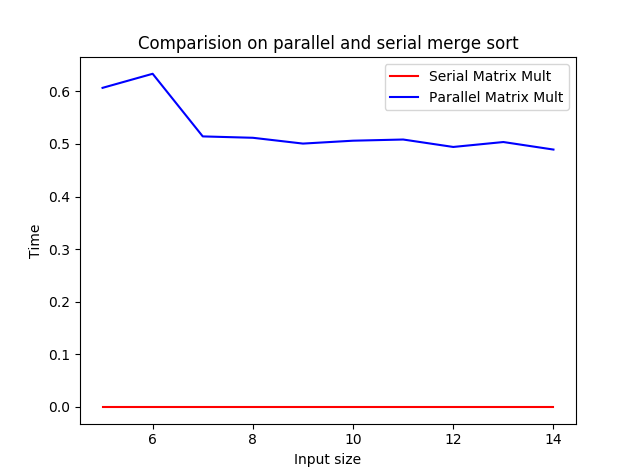 Comparision on parallel and serial merge sort
Serial Matrix Mult
Parallel Matrix Mult
0.6
0.5
0.4
0.3
0.2
0.1
0.0
Time
6 8 10 12 14
Input size